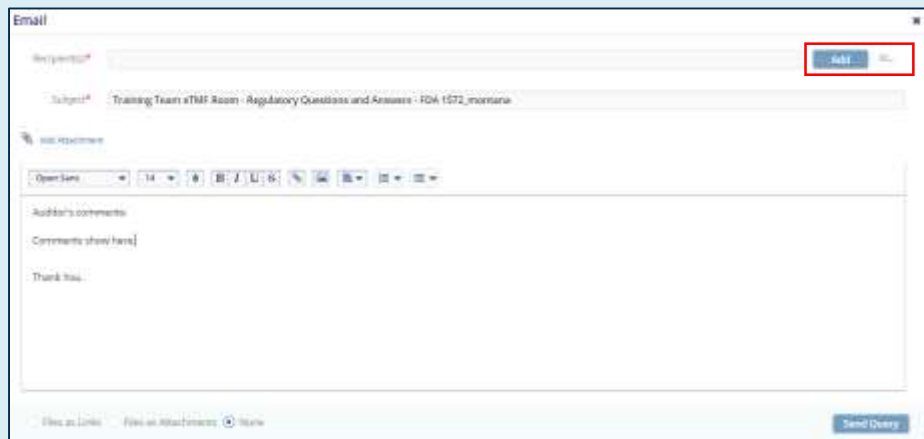 Email
Recipient(s)*
Add
Subject*
Training Team eTMF Room - Regulatory Questions and Answers - FDA 1572_montana
Add Attachment
Open Sans 14 B I U S
Auditor's comments:
Comments show here.
Thank You.
Files as Links Files as Attachments None
Send Query